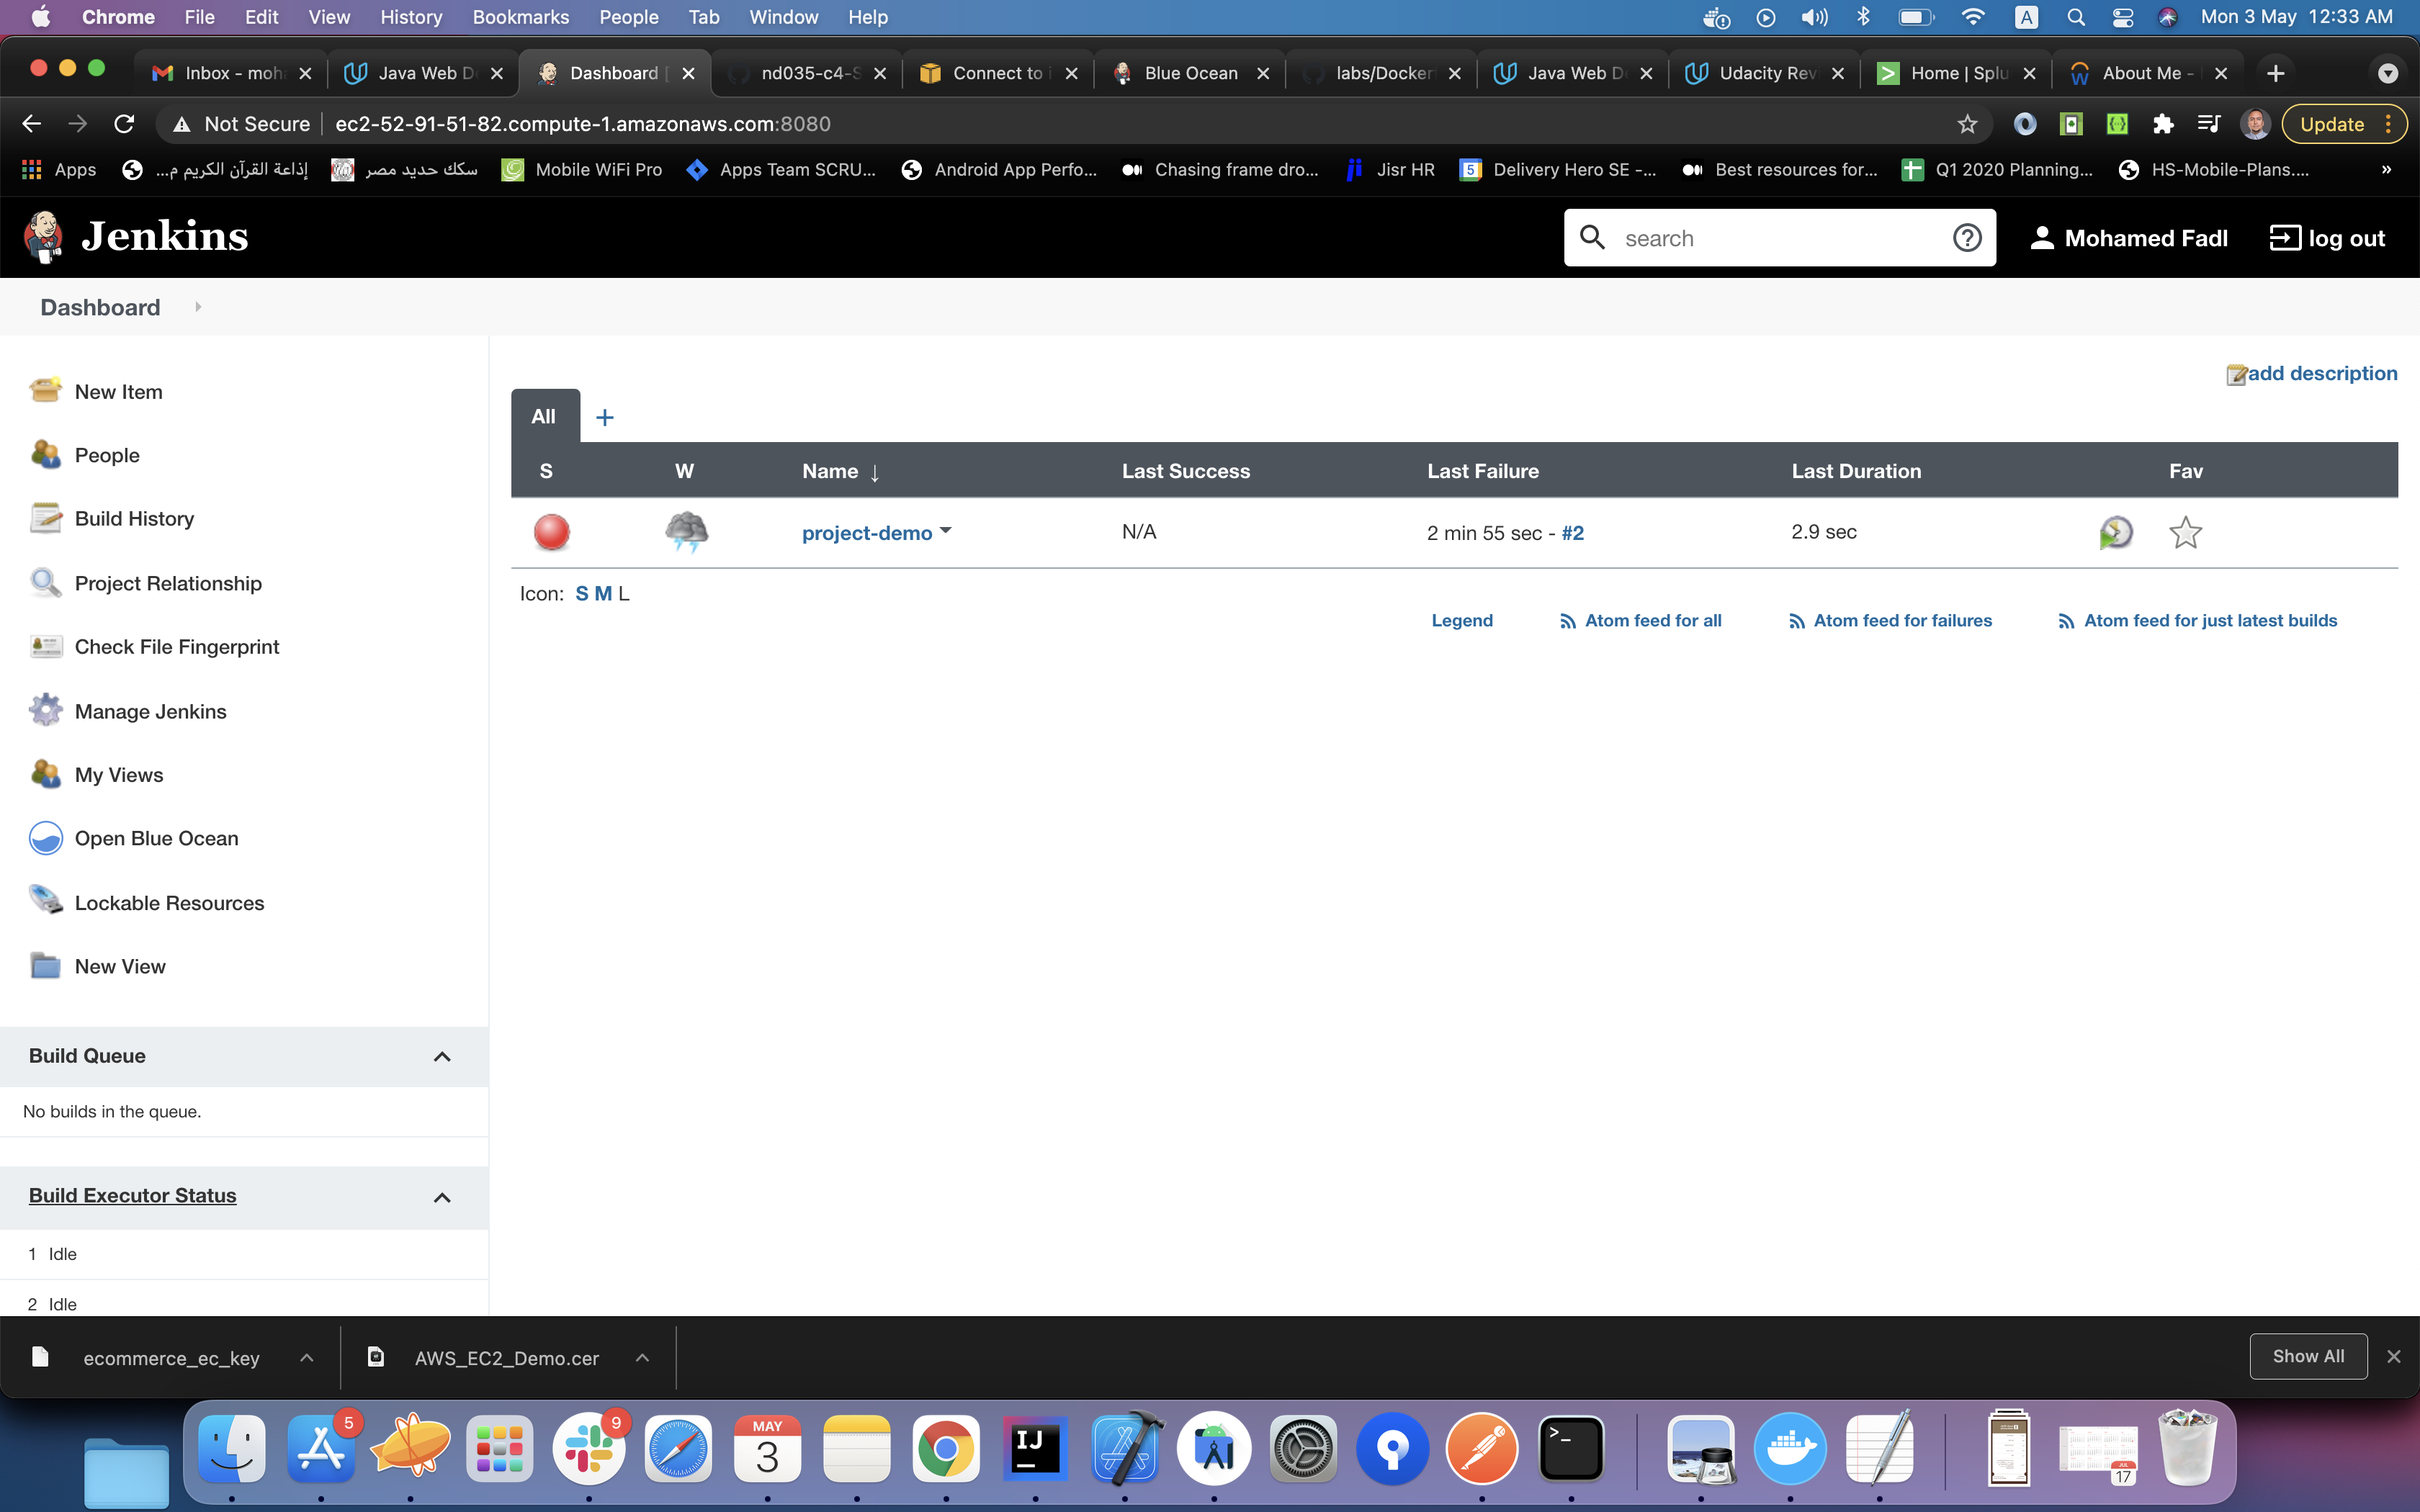 Chrome File Edit View History Bookmarks People Tab Window Help A Mon 3 May 12:33 AM
Inbox - moh Java Web D Dashboard [ nd035-c4-S Connect to i Blue Ocean labs/Docker Java Web D Udacity Rev Home | Splu About Me -
Not Secure ec2-52-91-51-82.compute-1.amazonaws.com:8080 Update
Apps إذاعة القرآن الكريم م... سكك حديد مصر Mobile WiFi Pro Apps Team SCRU... Android App Perfo... Chasing frame dro... Jisr HR 5 Delivery Hero SE -... Best resources for... Q1 2020 Planning... HS-Mobile-Plans.... »
Jenkins search Mohamed Fadl log out
Dashboard
add description
New Item
People
Build History
Project Relationship
Check File Fingerprint
Manage Jenkins
My Views
Open Blue Ocean
Lockable Resources
New View
All +
S W Name ↓ Last Success Last Failure Last Duration Fav
project-demo N/A 2 min 55 sec - #2 2.9 sec
Icon: S M L
Legend Atom feed for all Atom feed for failures Atom feed for just latest builds
Build Queue
No builds in the queue.
Build Executor Status
1 Idle
2 Idle
ecommerce_ec_key AWS_EC2_Demo.cer Show All
5 9 MAY 3 IJ >_ JUL 17